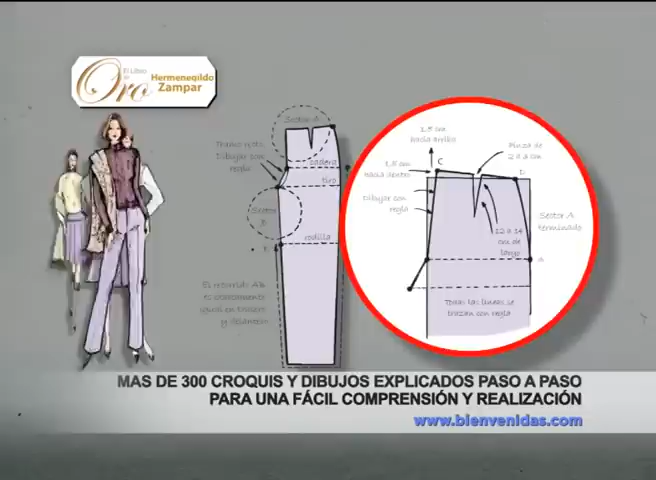 El Libro
de
Oro
Hermenegildo
Zampar
Sector A
Tramo recto
Dibujar con
regla
cadera
tiro
Sector
B
rodilla
F
El recorrido AB
es exactamente
igual en trasero
y delantero
1.5 cm
hacia arriba
C
Pinza de
2 a 3 cm
1.5 cm
hacia dentro
D
Dibujar con
regla
Sector A
terminado
12 a 14
cm de
largo
A
Todas las lineas se
trazan con regla
MAS DE 300 CROQUIS Y DIBUJOS EXPLICADOS PASO A PASO
PARA UNA FÁCIL COMPRENSIÓN Y REALIZACIÓN
www.bienvenidas.com